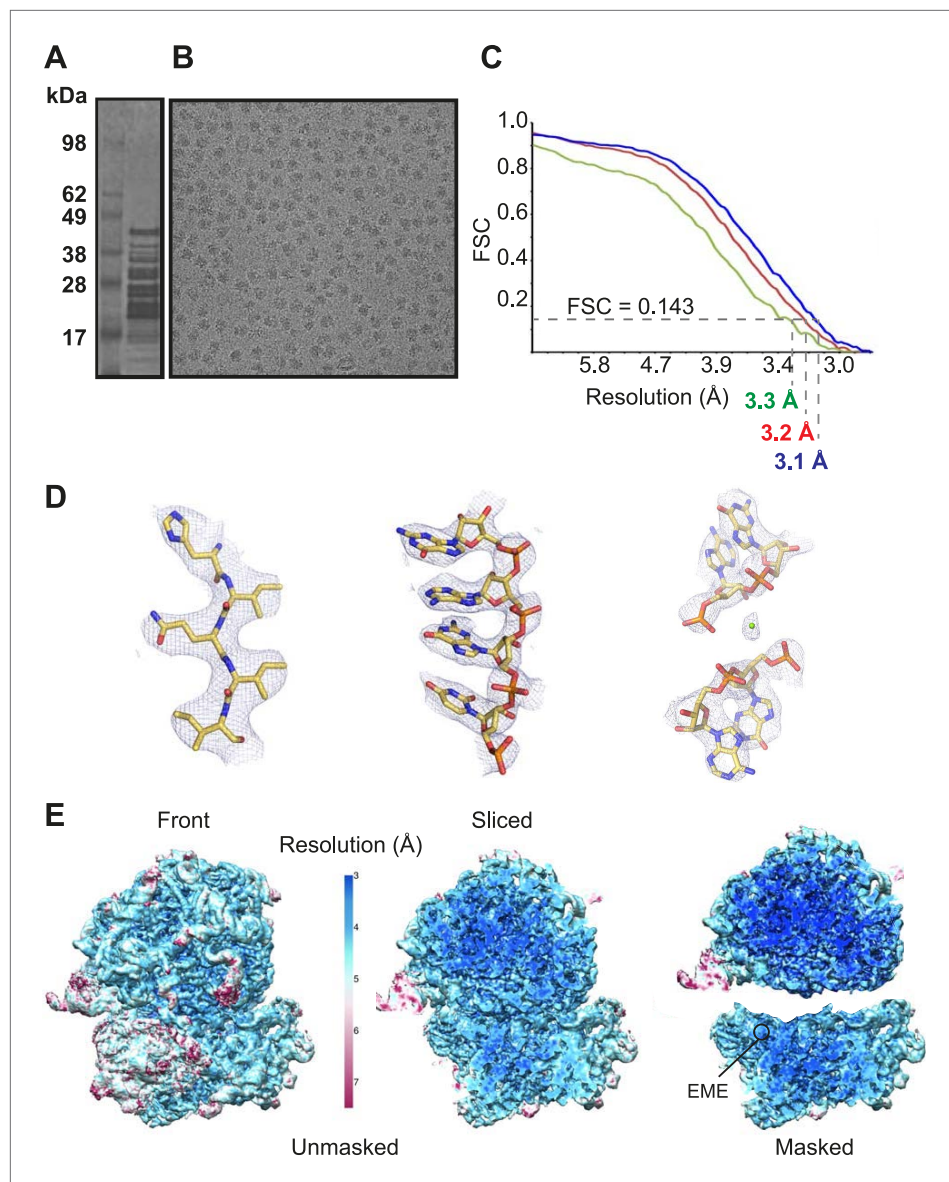 A
B
C
kDa
98
62
49
38
28
17
1.0
0.8
0.6
0.4
0.2
FSC
FSC = 0.143
5.8 4.7 3.9 3.4 3.0
Resolution (Å)
3.3 Å
3.2 Å
3.1 Å
D
E
Front
Sliced
Resolution (Å)
3
4
5
6
7
EME
Unmasked
Masked